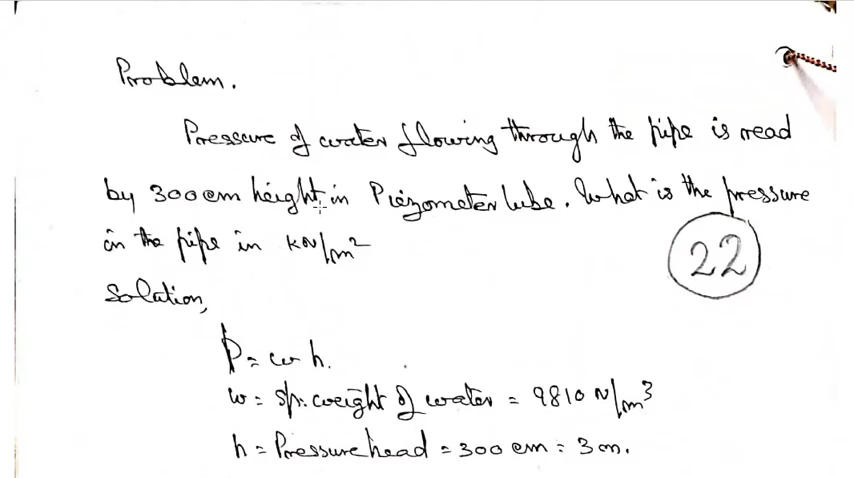 Problem.
Pressure of water flowing through the pipe is read
by 300 cm height in Piezometer tube. What is the pressure
in the pipe in KN/m²
22
Solution,
P = w h.
w = Sp. weight of water = 9810 N/m³
h = Pressure head = 300 cm = 3 m.